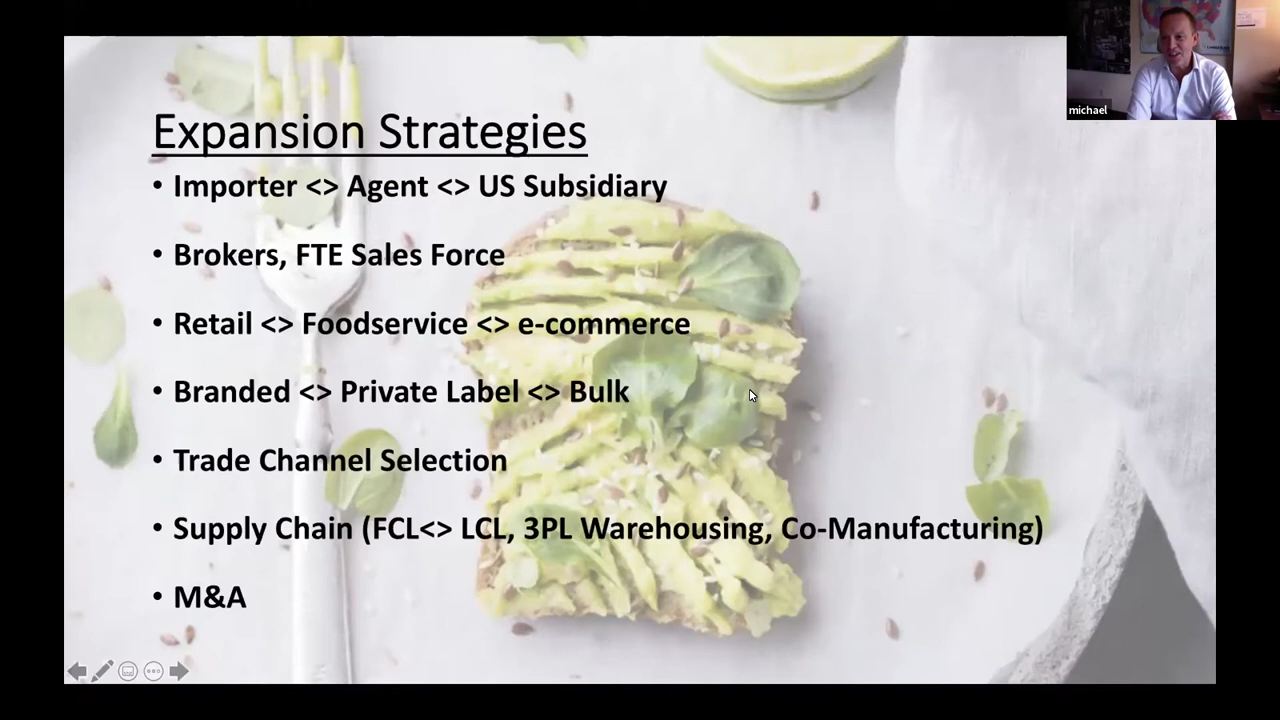 michael
Expansion Strategies
• Importer <> Agent <> US Subsidiary
• Brokers, FTE Sales Force
• Retail <> Foodservice <> e-commerce
• Branded <> Private Label <> Bulk
• Trade Channel Selection
• Supply Chain (FCL<> LCL, 3PL Warehousing, Co-Manufacturing)
• M&A